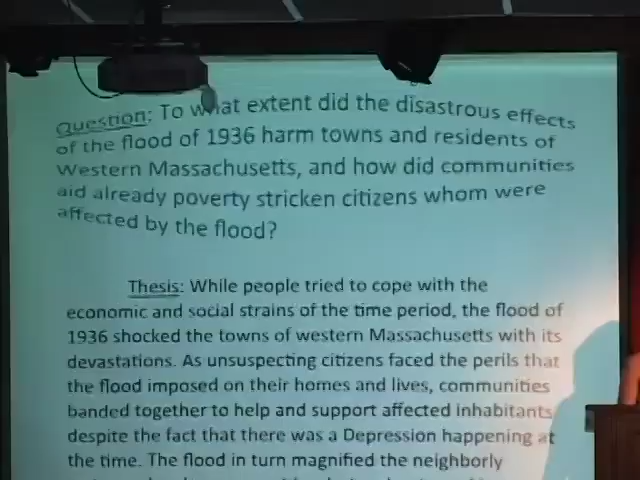 Question: To what extent did the disastrous effects
of the flood of 1936 harm towns and residents of
Western Massachusetts, and how did communities
aid already poverty stricken citizens whom were
affected by the flood?
Thesis: While people tried to cope with the
economic and social strains of the time period, the flood of
1936 shocked the towns of western Massachusetts with its
devastations. As unsuspecting citizens faced the perils that
the flood imposed on their homes and lives, communities
banded together to help and support affected inhabitants
despite the fact that there was a Depression happening at
the time. The flood in turn magnified the neighborly